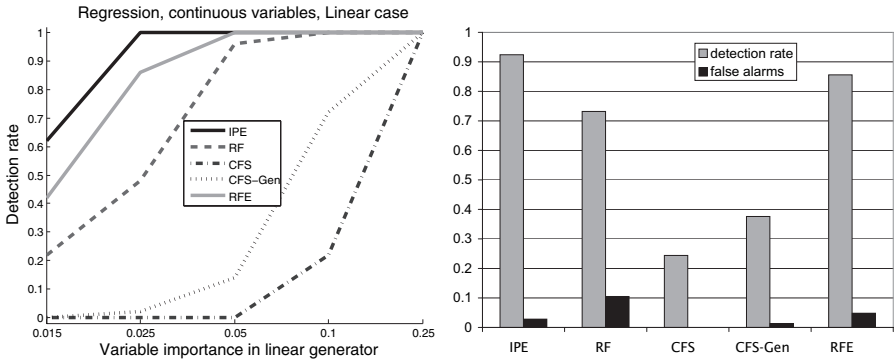 Regression, continuous variables, Linear case
Detection rate
1
0.9
0.8
0.7
0.6
0.5
0.4
0.3
0.2
0.1
0
0.015
0.025
0.05
0.1
0.25
Variable importance in linear generator
IPE
RF
CFS
CFS-Gen
RFE
1
0.9
0.8
0.7
0.6
0.5
0.4
0.3
0.2
0.1
0
detection rate
false alarms
IPE
RF
CFS
CFS-Gen
RFE